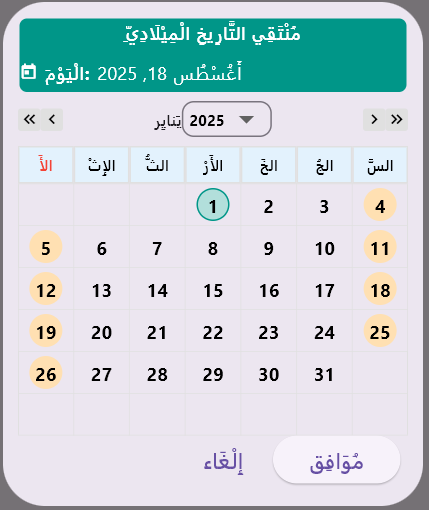 مُنْتَقِي التَّارِيخ الْمِيْلَادِيِّ
الْيَوْمَ: أَغُسْطُس 18, 2025
« ‹ يَنايِر 2025 › »
الأَ الإِثْ الثُّ الأَرْ الخَ الجُ السَّ
1 2 3 4
5 6 7 8 9 10 11
12 13 14 15 16 17 18
19 20 21 22 23 24 25
26 27 28 29 30 31
إِلْغَاء مُوَافِق